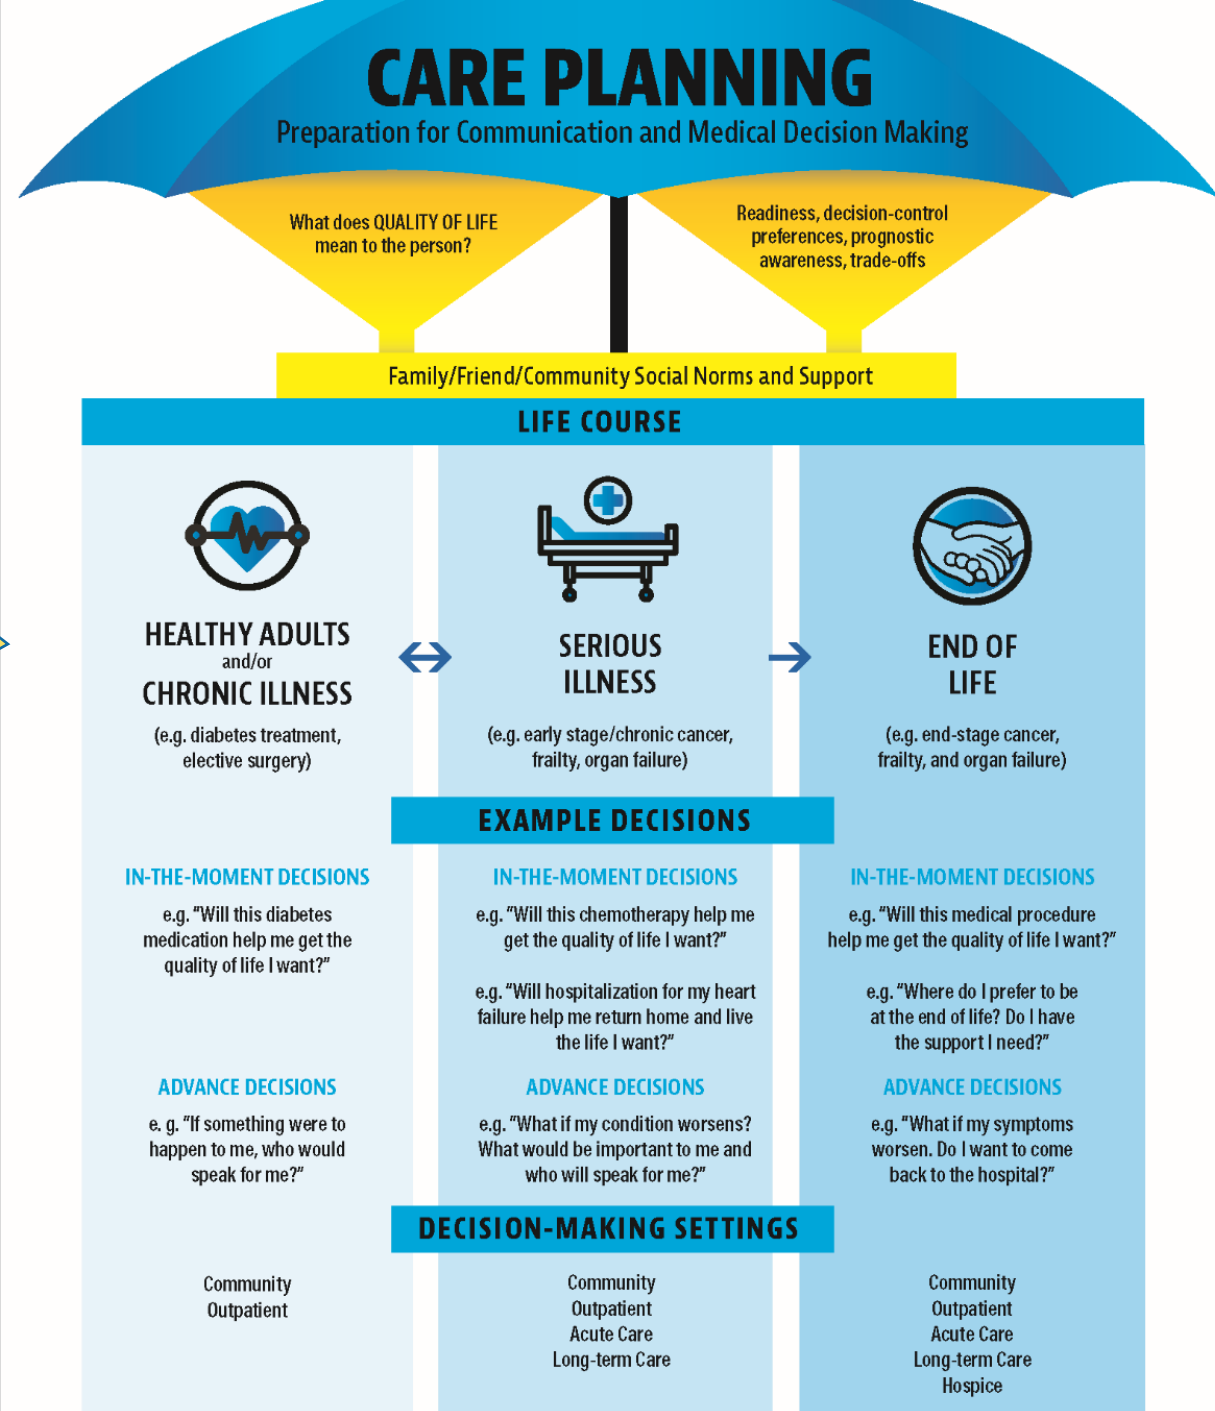 CARE PLANNING
Preparation for Communication and Medical Decision Making
What does QUALITY OF LIFE
mean to the person?
Readiness, decision-control
preferences, prognostic
awareness, trade-offs
Family/Friend/Community Social Norms and Support
LIFE COURSE
HEALTHY ADULTS
and/or
CHRONIC ILLNESS
(e.g. diabetes treatment,
elective surgery)
SERIOUS
ILLNESS
(e.g. early stage/chronic cancer,
frailty, organ failure)
END OF
LIFE
(e.g. end-stage cancer,
frailty, and organ failure)
EXAMPLE DECISIONS
IN-THE-MOMENT DECISIONS
e.g. “Will this diabetes
medication help me get the
quality of life I want?”
ADVANCE DECISIONS
e. g. “If something were to
happen to me, who would
speak for me?”
IN-THE-MOMENT DECISIONS
e.g. “Will this chemotherapy help me
get the quality of life I want?”
e.g. “Will hospitalization for my heart
failure help me return home and live
the life I want?”
ADVANCE DECISIONS
e.g. “What if my condition worsens?
What would be important to me and
who will speak for me?”
IN-THE-MOMENT DECISIONS
e.g. “Will this medical procedure
help me get the quality of life I want?”
e.g. “Where do I prefer to be
at the end of life? Do I have
the support I need?”
ADVANCE DECISIONS
e.g. “What if my symptoms
worsen. Do I want to come
back to the hospital?”
DECISION-MAKING SETTINGS
Community
Outpatient
Community
Outpatient
Acute Care
Long-term Care
Community
Outpatient
Acute Care
Long-term Care
Hospice